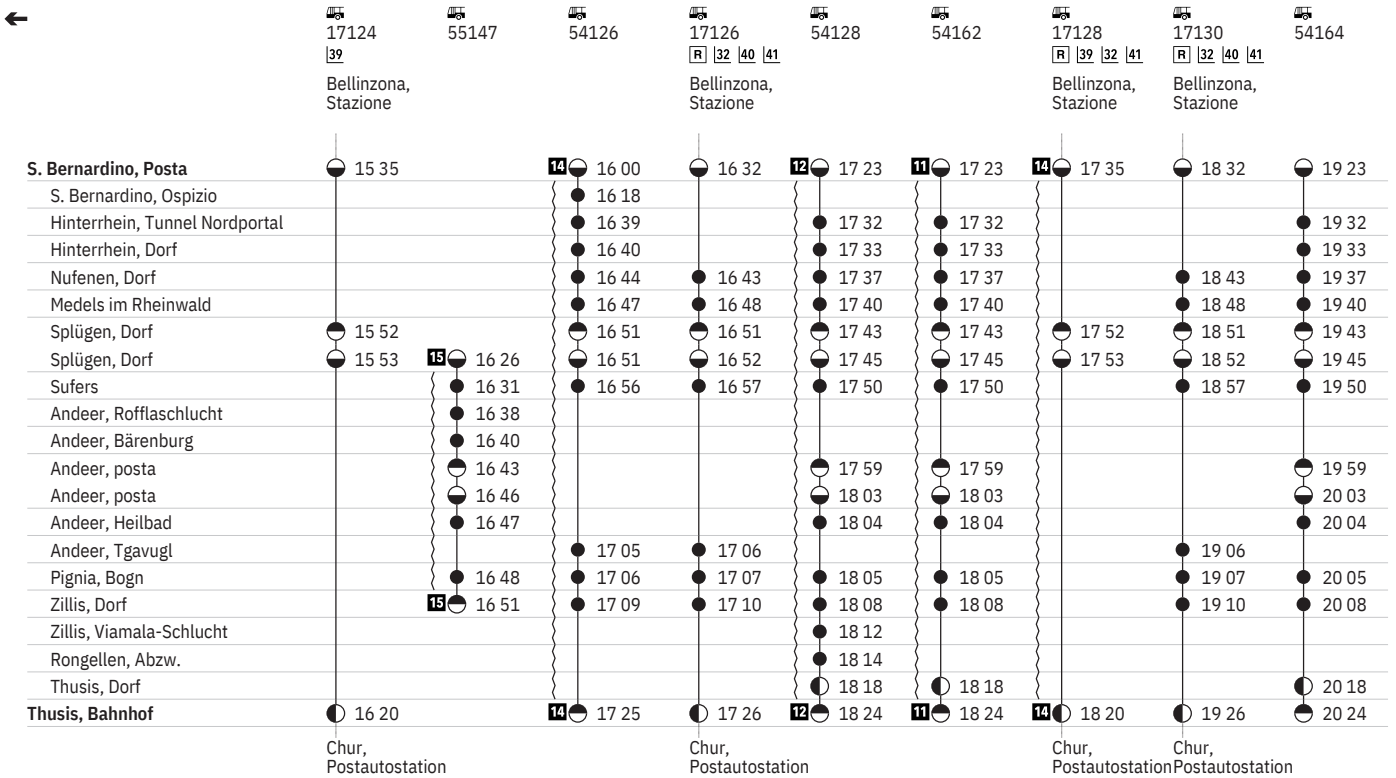 17124 55147 54126 17126 54128 54162 17128 17130 54164
39 R 32 40 41 R 39 32 41 R 32 40 41
Bellinzona, Bellinzona, Bellinzona, Bellinzona,
Stazione Stazione Stazione Stazione
S. Bernardino, Posta 15 35 14 16 00 16 32 12 17 23 11 17 23 14 17 35 18 32 19 23
S. Bernardino, Ospizio 16 18
Hinterrhein, Tunnel Nordportal 16 39 17 32 17 32 19 32
Hinterrhein, Dorf 16 40 17 33 17 33 19 33
Nufenen, Dorf 16 44 16 43 17 37 17 37 18 43 19 37
Medels im Rheinwald 16 47 16 48 17 40 17 40 18 48 19 40
Splügen, Dorf 15 52 16 51 16 51 17 43 17 43 17 52 18 51 19 43
Splügen, Dorf 15 53 15 16 26 16 51 16 52 17 45 17 45 17 53 18 52 19 45
Sufers 16 31 16 56 16 57 17 50 17 50 18 57 19 50
Andeer, Rofflaschlucht 16 38
Andeer, Bärenburg 16 40
Andeer, posta 16 43 17 59 17 59 19 59
Andeer, posta 16 46 18 03 18 03 20 03
Andeer, Heilbad 16 47 18 04 18 04 20 04
Andeer, Tgavugl 17 05 17 06 19 06
Pignia, Bogn 16 48 17 06 17 07 18 05 18 05 19 07 20 05
Zillis, Dorf 15 16 51 17 09 17 10 18 08 18 08 19 10 20 08
Zillis, Viamala-Schlucht 18 12
Rongellen, Abzw. 18 14
Thusis, Dorf 18 18 18 18 20 18
Thusis, Bahnhof 16 20 14 17 25 17 26 12 18 24 11 18 24 14 18 20 19 26 20 24
Chur, Chur, Chur, Chur,
Postautostation Postautostation Postautostation Postautostation